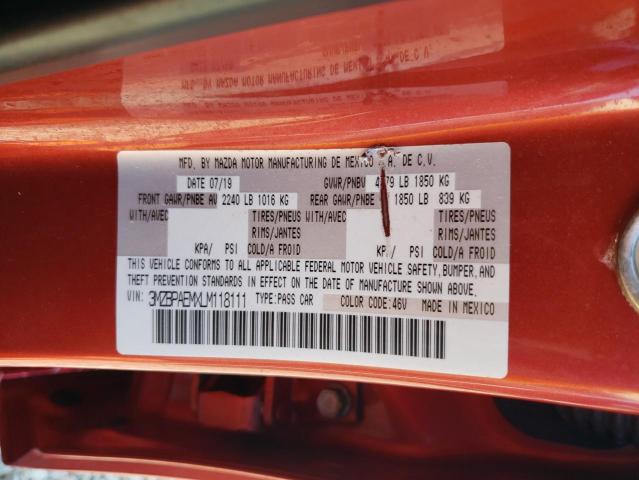 MFD. BY MAZDA MOTOR MANUFACTURING DE MEXICO A. DE C.V.
DATE 07/19 GVWR/PNBV 4 79 LB 1850 KG
FRONT GAWR/PNBE AV 2240 LB 1016 KG REAR GAWR/PNBE 1850 LB 839 KG
WITH/AVEC TIRES/PNEUS WITH/AVEC TIRES/PNEUS
RIMS/JANTES RIMS/JANTES
KPA/ PSI COLD/A FROID KPA/ PSI COLD/A FROID
THIS VEHICLE CONFORMS TO ALL APPLICABLE FEDERAL MOTOR VEHICLE SAFETY, BUMPER, AND
THEFT PREVENTION STANDARDS IN EFFECT ON THE DATE OF MANUFACTURE SHOWN ABOVE.
VIN: 3MZBPAEMXLM118111 TYPE:PASS CAR COLOR CODE:46V MADE IN MEXICO